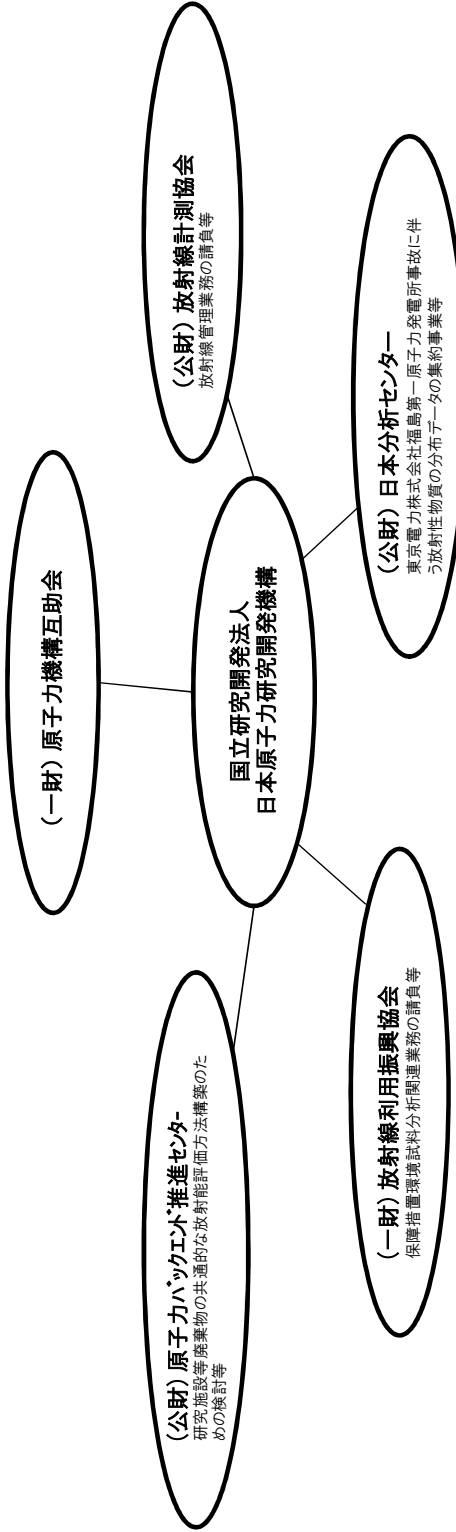 (一財)原子力機構互助会
(公財)原子力ﾊﾞｯｸｴﾝﾄﾞ推進ｾﾝﾀｰ
研究施設等廃棄物の共通的な放射能評価方法構築のた
めの検討等
(公財)放射線計測協会
放射線管理業務の請負等
国立研究開発法人
日本原子力研究開発機構
(一財)放射線利用振興協会
保障措置環境試料分析関連業務の請負等
(公財)日本分析センター
東京電力株式会社福島第一原子力発電所事故に伴
う放射性物質の分布データの集約事業等